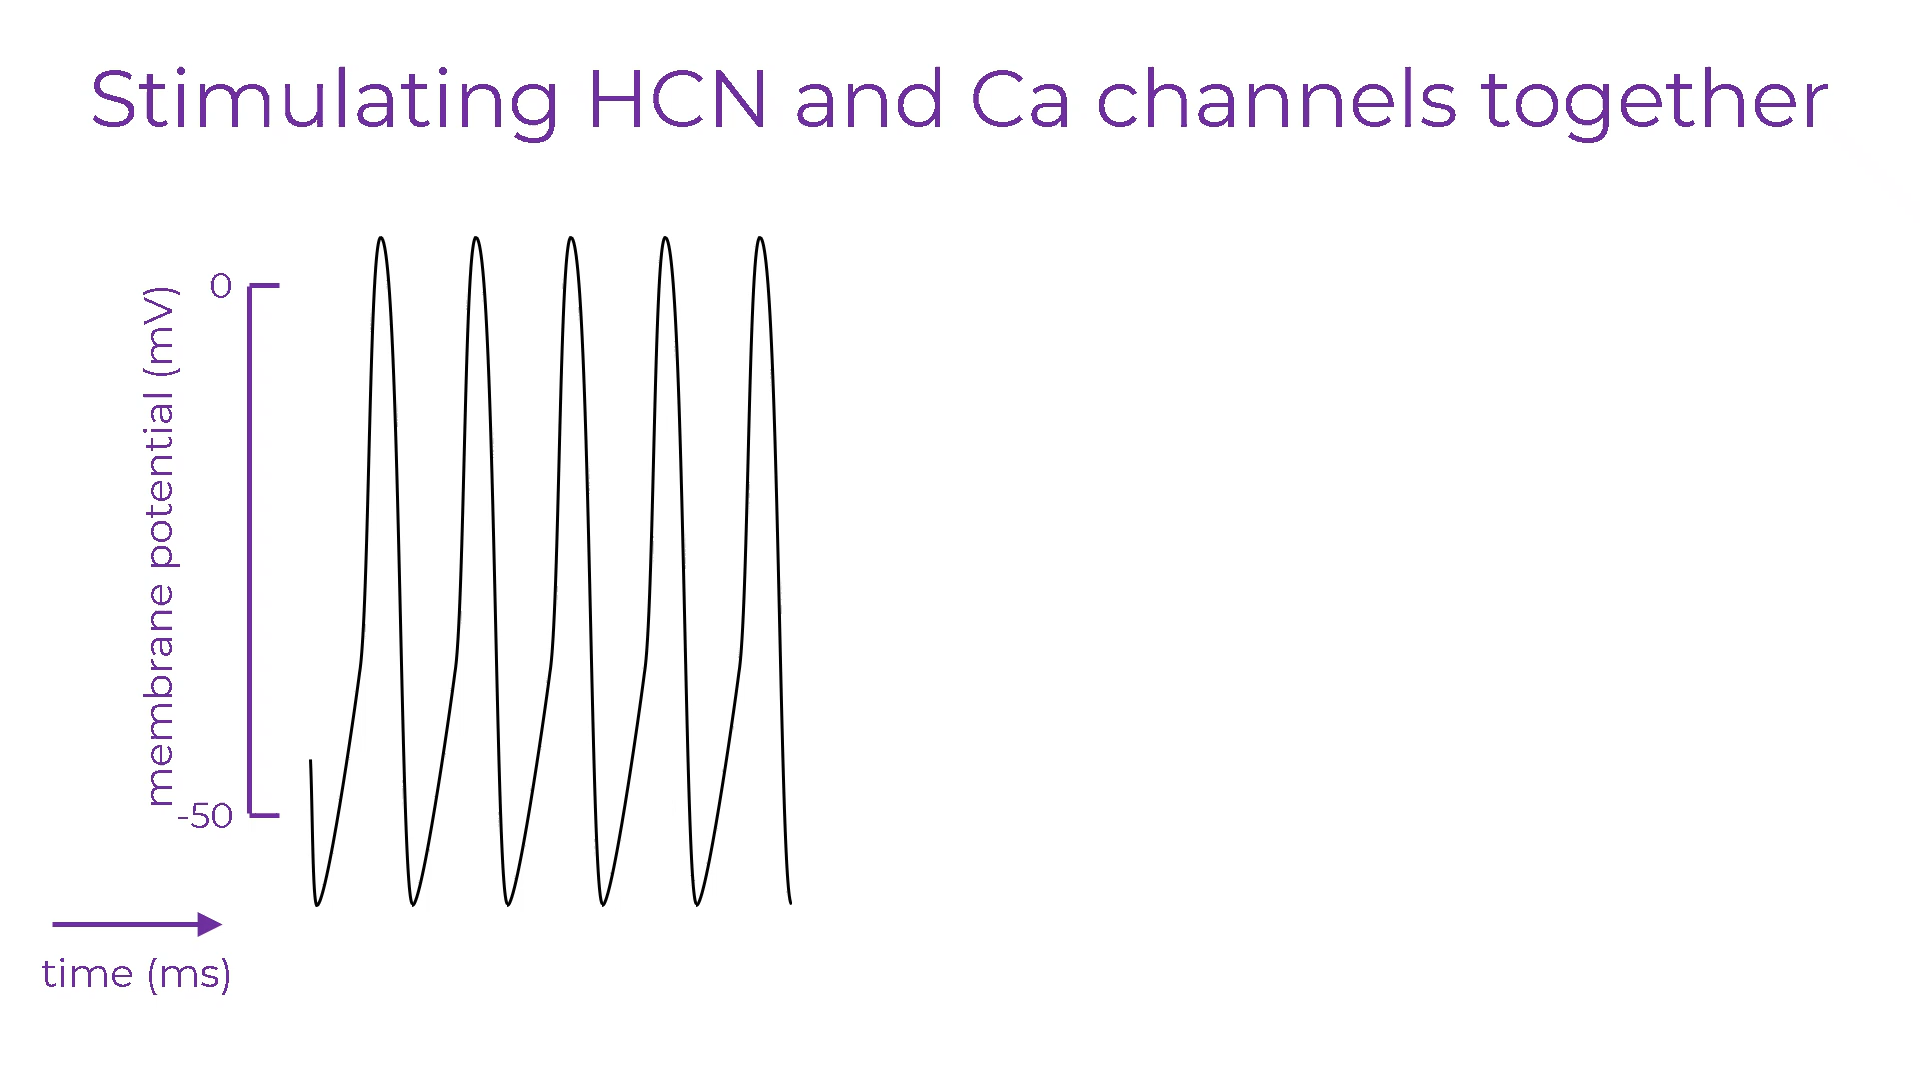 Stimulating HCN and Ca channels together
0
membrane potential (mV)
-50
time (ms)